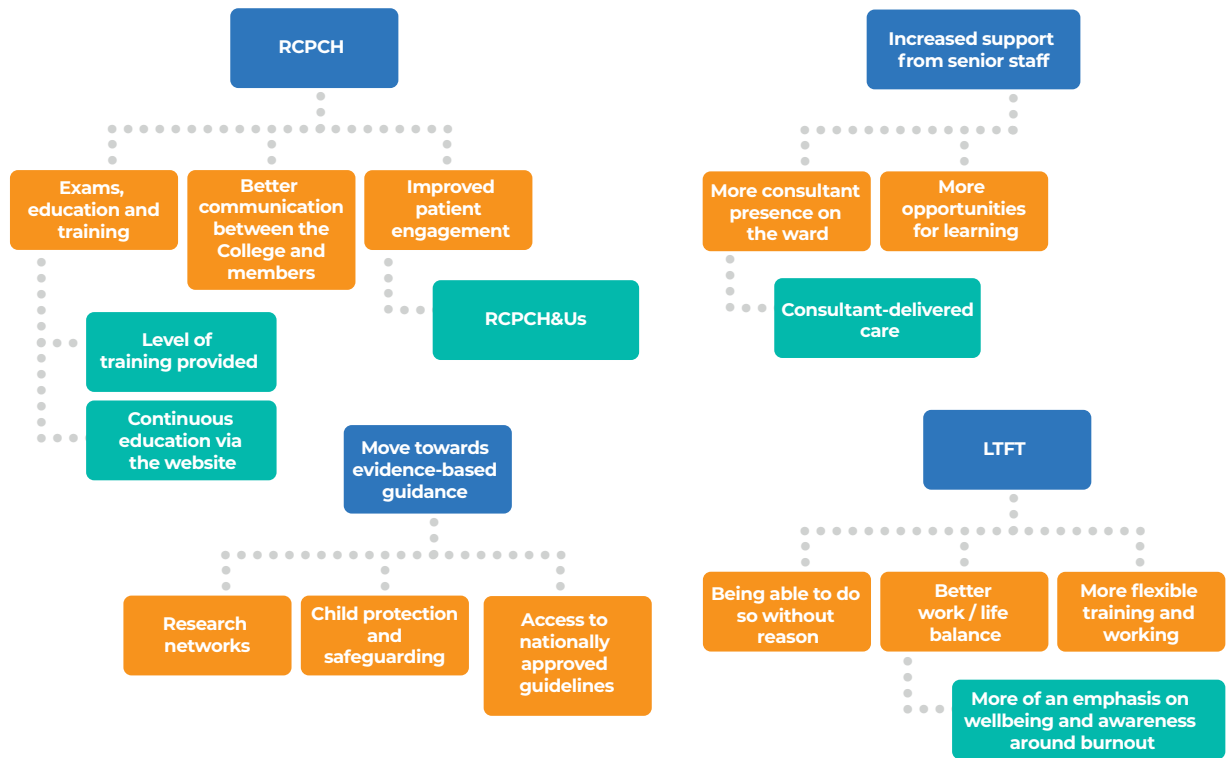 RCPCH
Exams,
education and
training
Better
communication
between the
College and
members
Improved
patient
engagement
Level of
training provided
Continuous
education via
the website
RCPCH&Us
Increased support
from senior staff
More consultant
presence on
the ward
More
opportunities
for learning
Consultant-delivered
care
Move towards
evidence-based
guidance
Research
networks
Child protection
and
safeguarding
Access to
nationally
approved
guidelines
LTFT
Being able to do
so without
reason
Better
work / life
balance
More flexible
training and
working
More of an emphasis on
wellbeing and awareness
around burnout